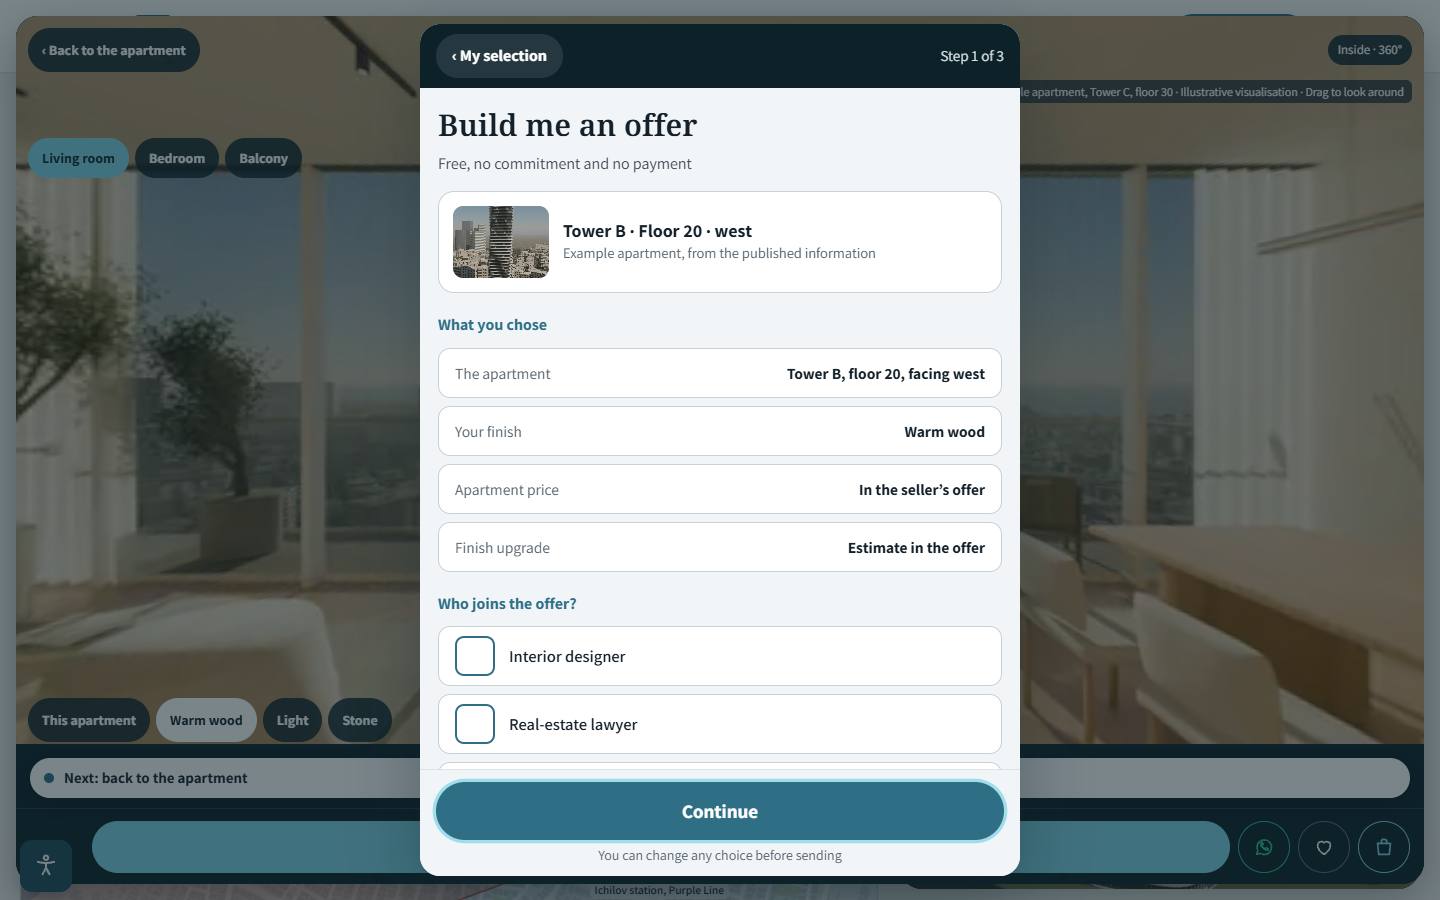 ‹ Back to the apartment
‹ My selection
Step 1 of 3
Inside · 360°
apartment, Tower C, floor 30 · Illustrative visualisation · Drag to look around
Build me an offer
Free, no commitment and no payment
Living room
Bedroom
Balcony
Tower B · Floor 20 · west
Example apartment, from the published information
What you chose
The apartment
Tower B, floor 20, facing west
Your finish
Warm wood
Apartment price
In the seller’s offer
Finish upgrade
Estimate in the offer
Who joins the offer?
Interior designer
Real-estate lawyer
This apartment
Warm wood
Light
Stone
Next: back to the apartment
Continue
You can change any choice before sending
Ichilov station, Purple Line